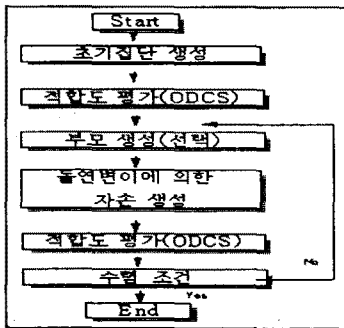 Start
초기집단 생성
적합도 평가(ODCS)
부모 생성(선택)
돌연변이에 의한
자손 생성
적합도 평가(ODCS)
수렴 조건
No
Yes
End